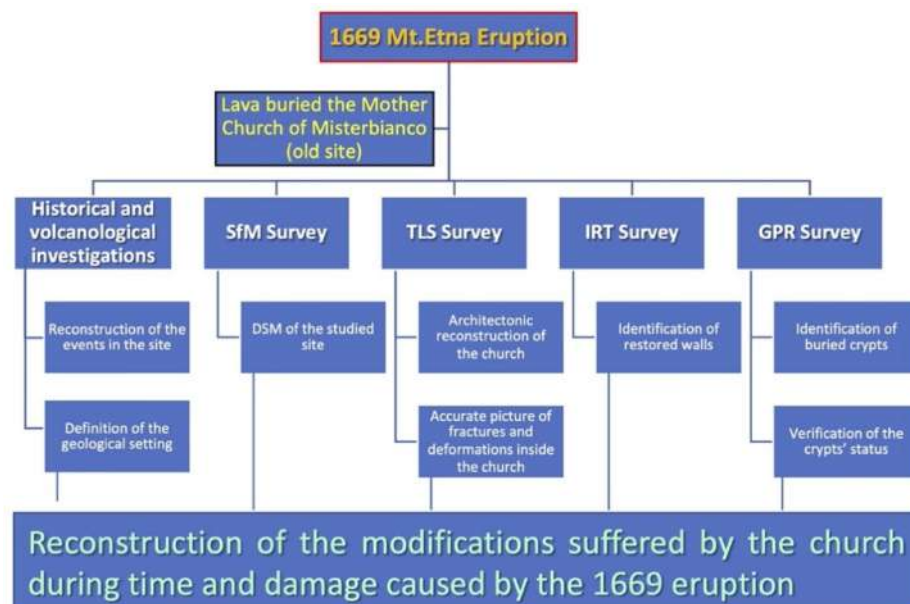 1669 Mt.Etna Eruption
Lava buried the Mother
Church of Misterbianco
(old site)
Historical and
volcanological
investigations
SfM Survey
TLS Survey
IRT Survey
GPR Survey
Reconstruction of the
events in the site
DSM of the studied
site
Architectonic
reconstruction of
the church
Identification of
restored walls
Identification of
buried crypts
Definition of the
geological setting
Accurate picture of
fractures and
deformations inside
the church
Verification of the
crypts' status
Reconstruction of the modifications suffered by the church
during time and damage caused by the 1669 eruption